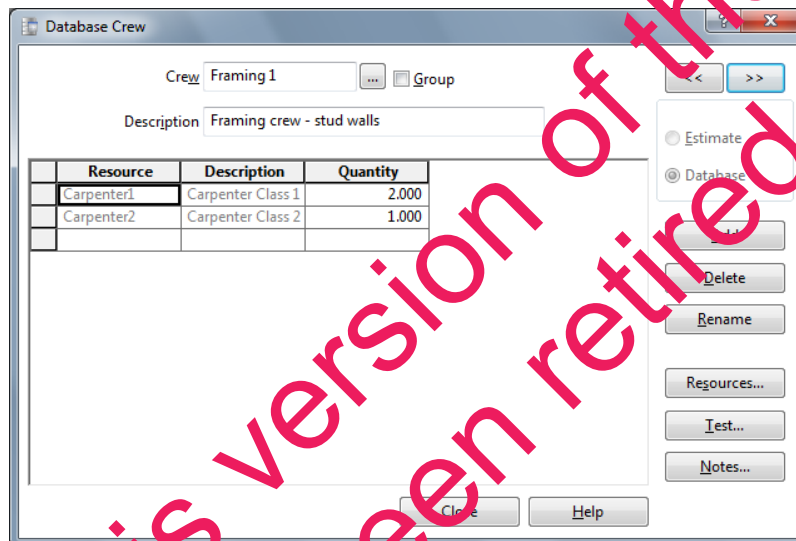 Database Crew
Crew Framing 1 ... Group
<< >>
Description Framing crew - stud walls
Estimate
Database
Resource Description Quantity
Carpenter1 Carpenter Class 1 2.000
Carpenter2 Carpenter Class 2 1.000
Delete
Rename
Resources...
Test...
Notes...
Close Help
version of
een retired